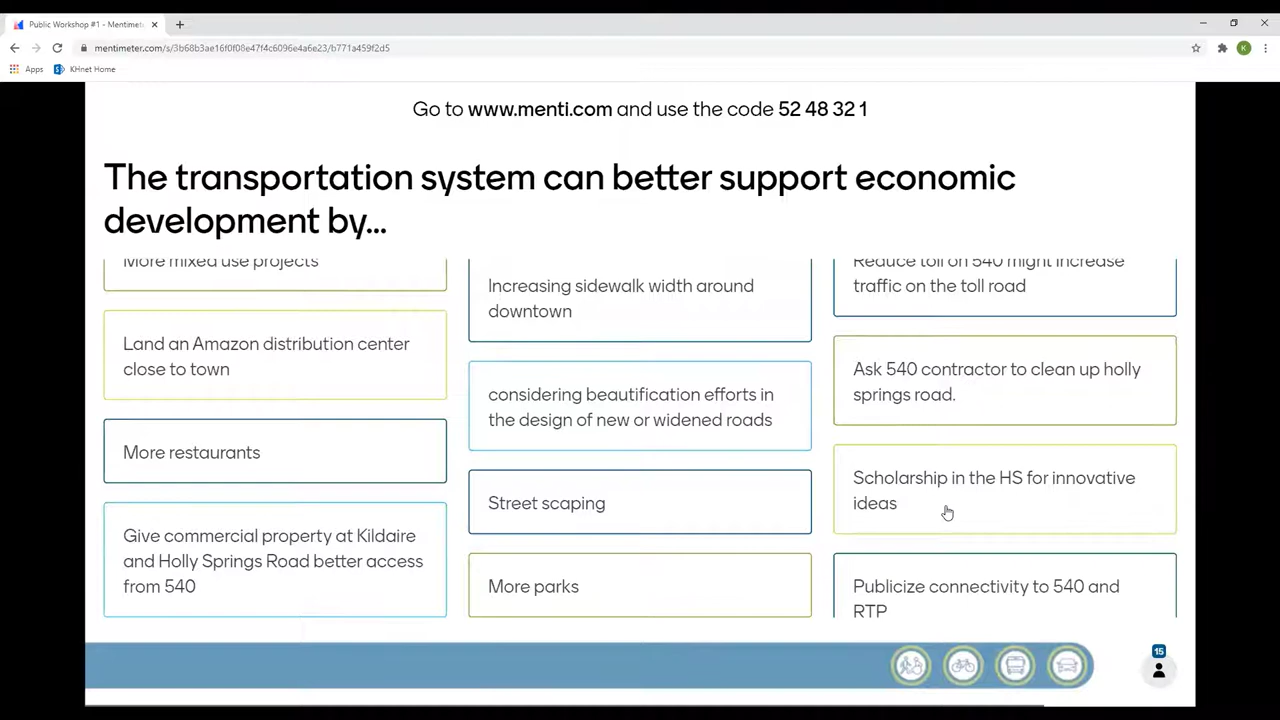 Public Workshop #1 - Mentimete
mentimeter.com/s/3b68b3ae16f0f08e47f4c6096e4a6e23/b771a459f2d5
K
Apps
KHnet Home
Go to www.menti.com and use the code 52 48 32 1
The transportation system can better support economic
development by...
More mixed use projects
Land an Amazon distribution center
close to town
More restaurants
Give commercial property at Kildaire
and Holly Springs Road better access
from 540
Increasing sidewalk width around
downtown
considering beautification efforts in
the design of new or widened roads
Street scaping
More parks
Reduce toll on 540 might increase
traffic on the toll road
Ask 540 contractor to clean up holly
springs road.
Scholarship in the HS for innovative
ideas
Publicize connectivity to 540 and
RTP
15